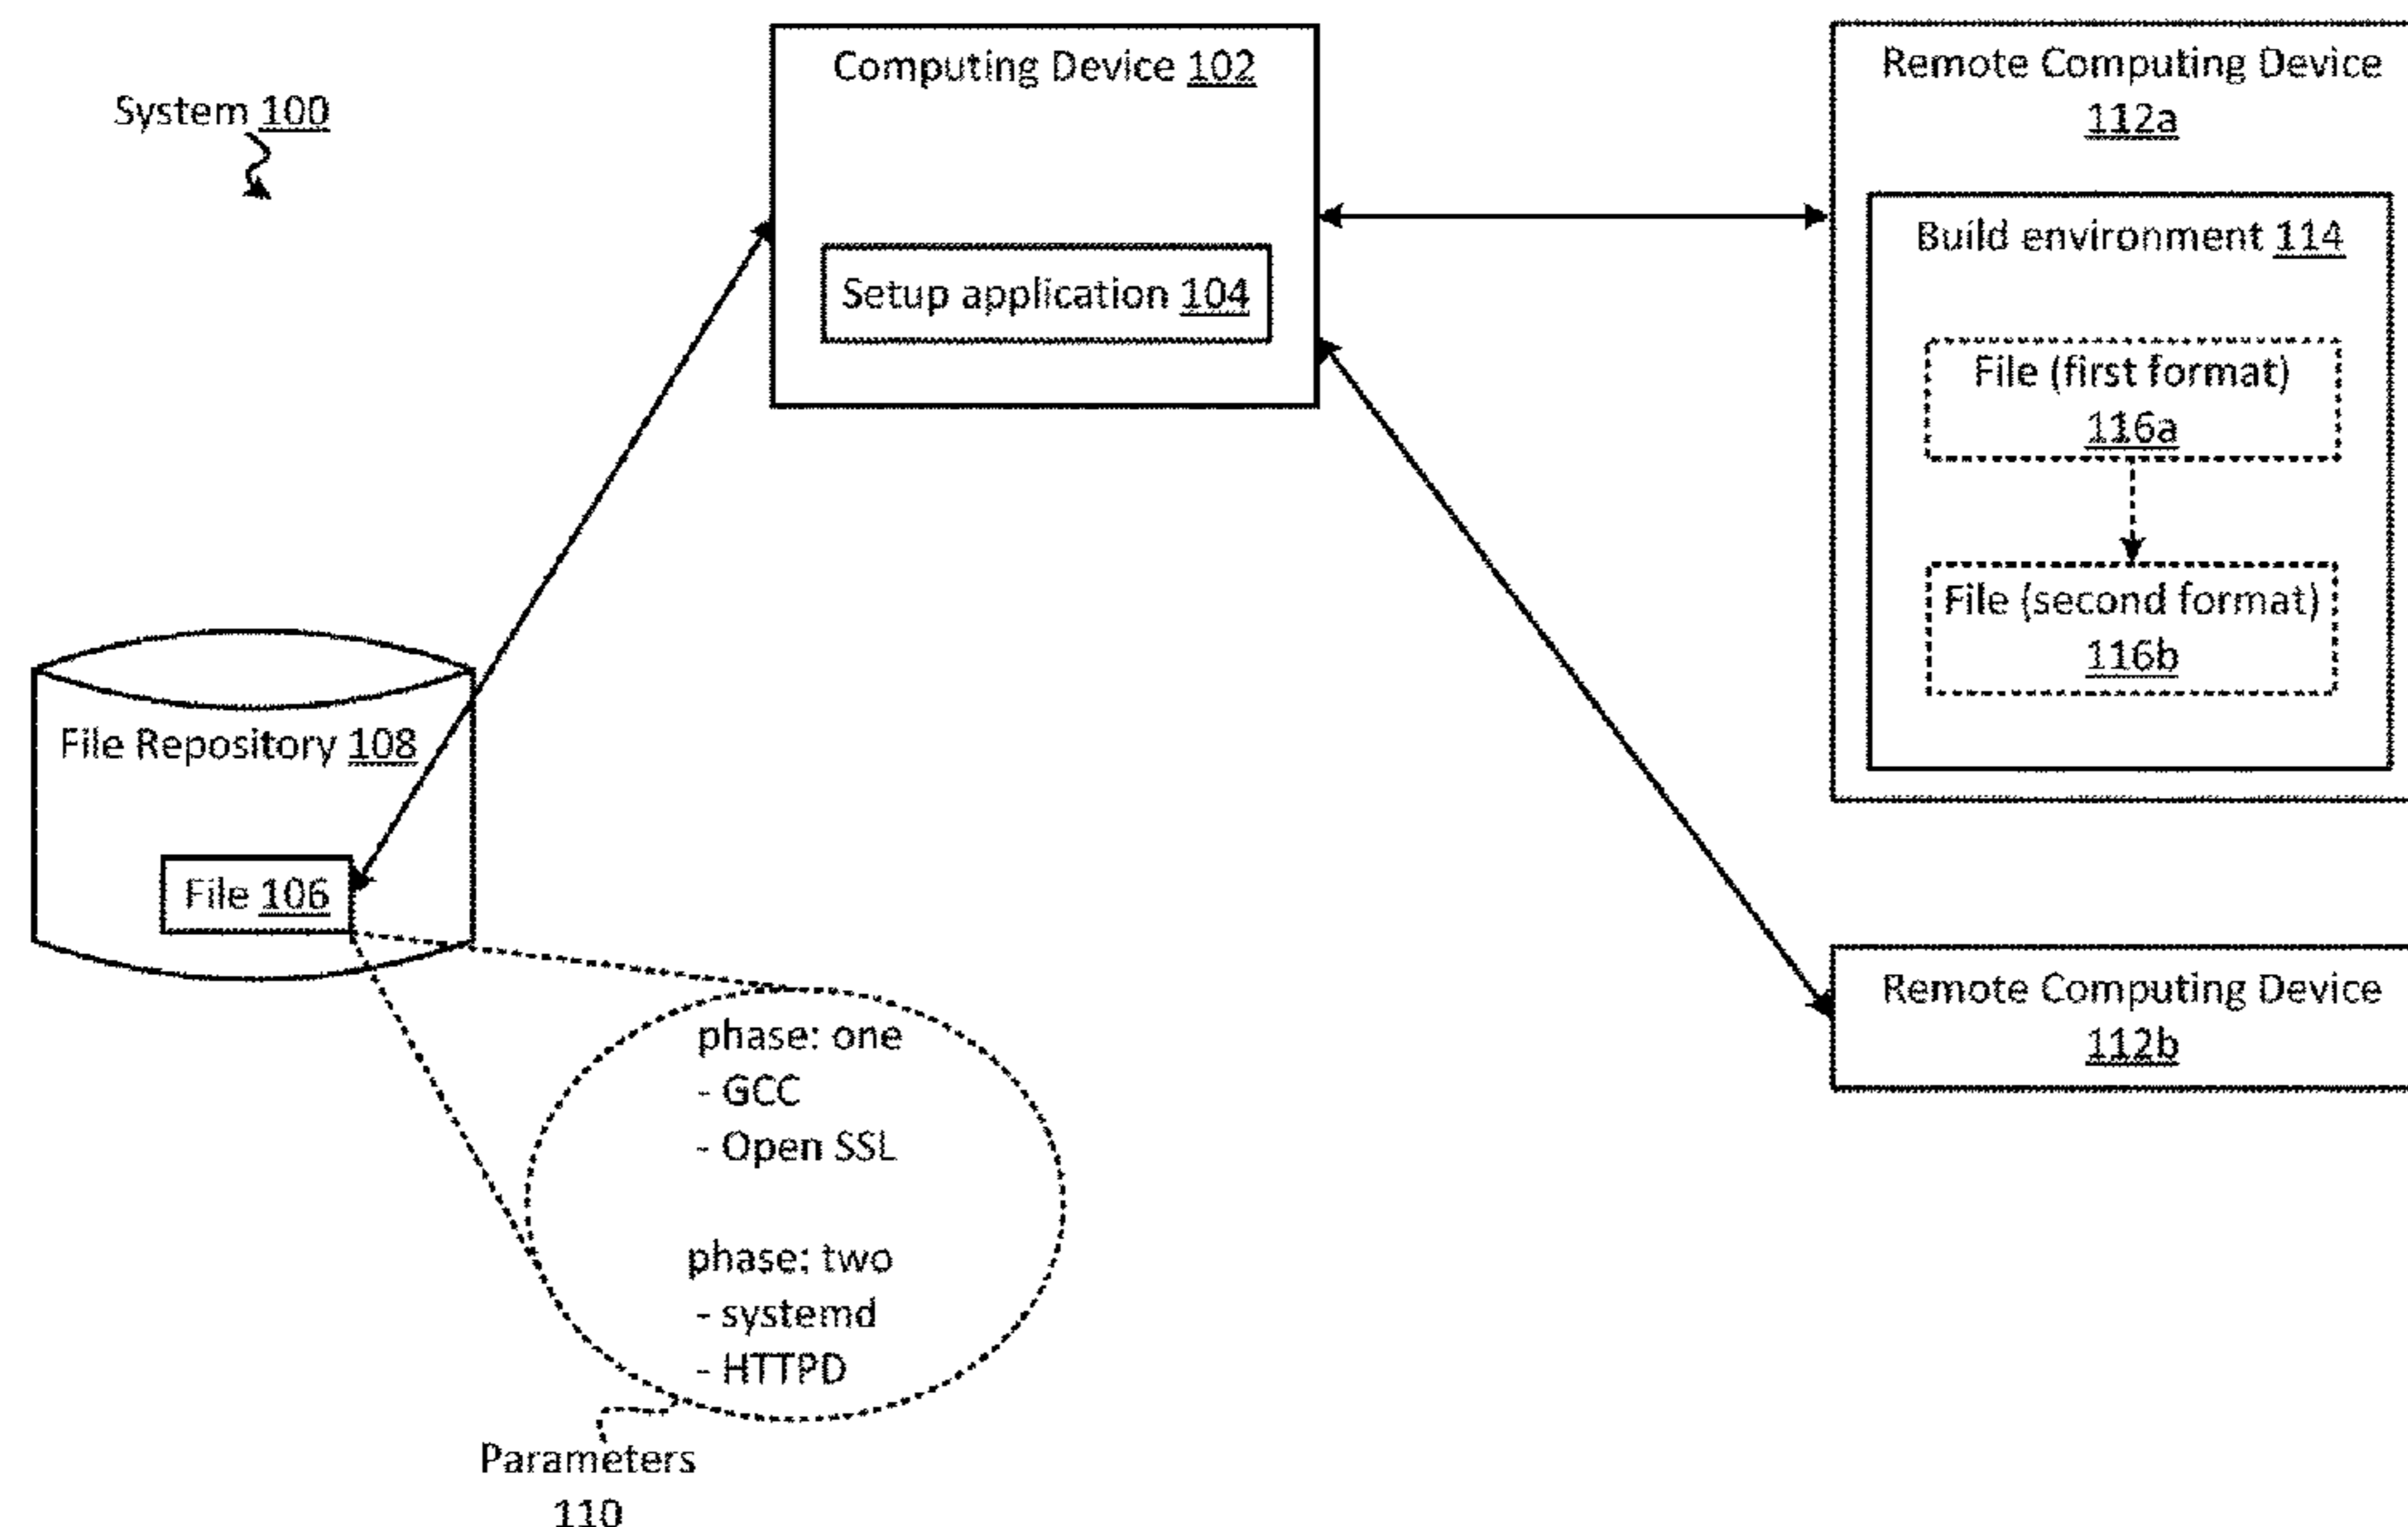 System 100
Computing Device 102
Setup application 104
Remote Computing Device
112a
Build environment 114
File (first format)
116a
File (second format)
116b
File Repository 108
File 106
phase: one
- GCC
- Open SSL
phase: two
- systemd
- HTTPD
Parameters
110
Remote Computing Device
112b